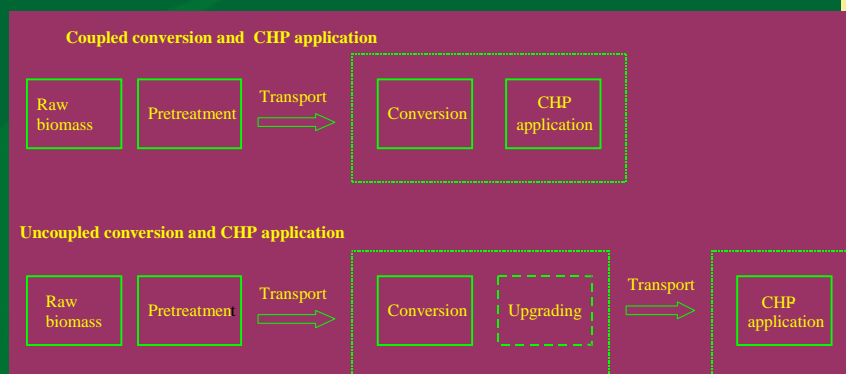 Coupled conversion and CHP application
Raw
biomass
Pretreatment
Transport
Conversion
CHP
application
Uncoupled conversion and CHP application
Raw
biomass
Pretreatment
Transport
Conversion
Upgrading
Transport
CHP
application